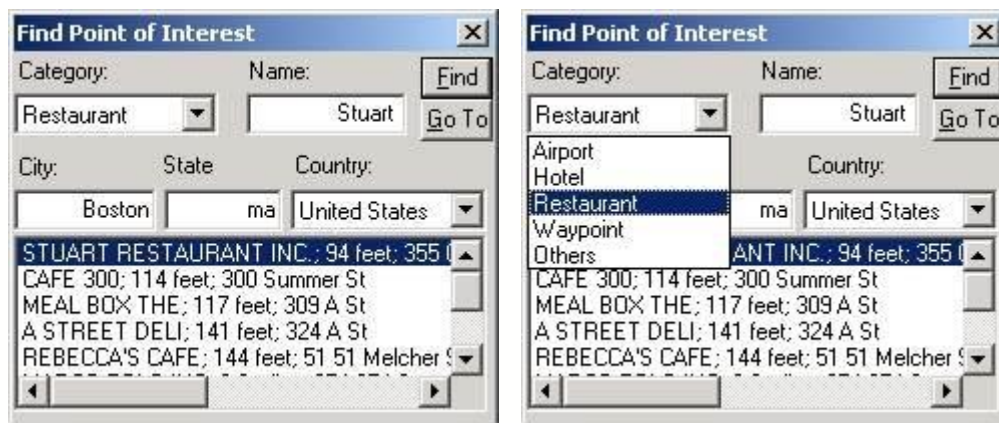 Find Point of Interest
Category: Name: Find
Restaurant Stuart Go To
City: State Country:
Boston ma United States
STUART RESTAURANT INC.; 94 feet; 355
CAFE 300; 114 feet; 300 Summer St
MEAL BOX THE; 117 feet; 309 A St
A STREET DELI; 141 feet; 324 A St
REBECCA'S CAFE; 144 feet; 51 51 Melcher
Find Point of Interest
Category: Name: Find
Restaurant Stuart Go To
Airport
Hotel
Restaurant
Waypoint
Others
Country:
ma United States
ANT INC.; 94 feet; 355
CAFE 300; 114 feet; 300 Summer St
MEAL BOX THE; 117 feet; 309 A St
A STREET DELI; 141 feet; 324 A St
REBECCA'S CAFE; 144 feet; 51 51 Melcher